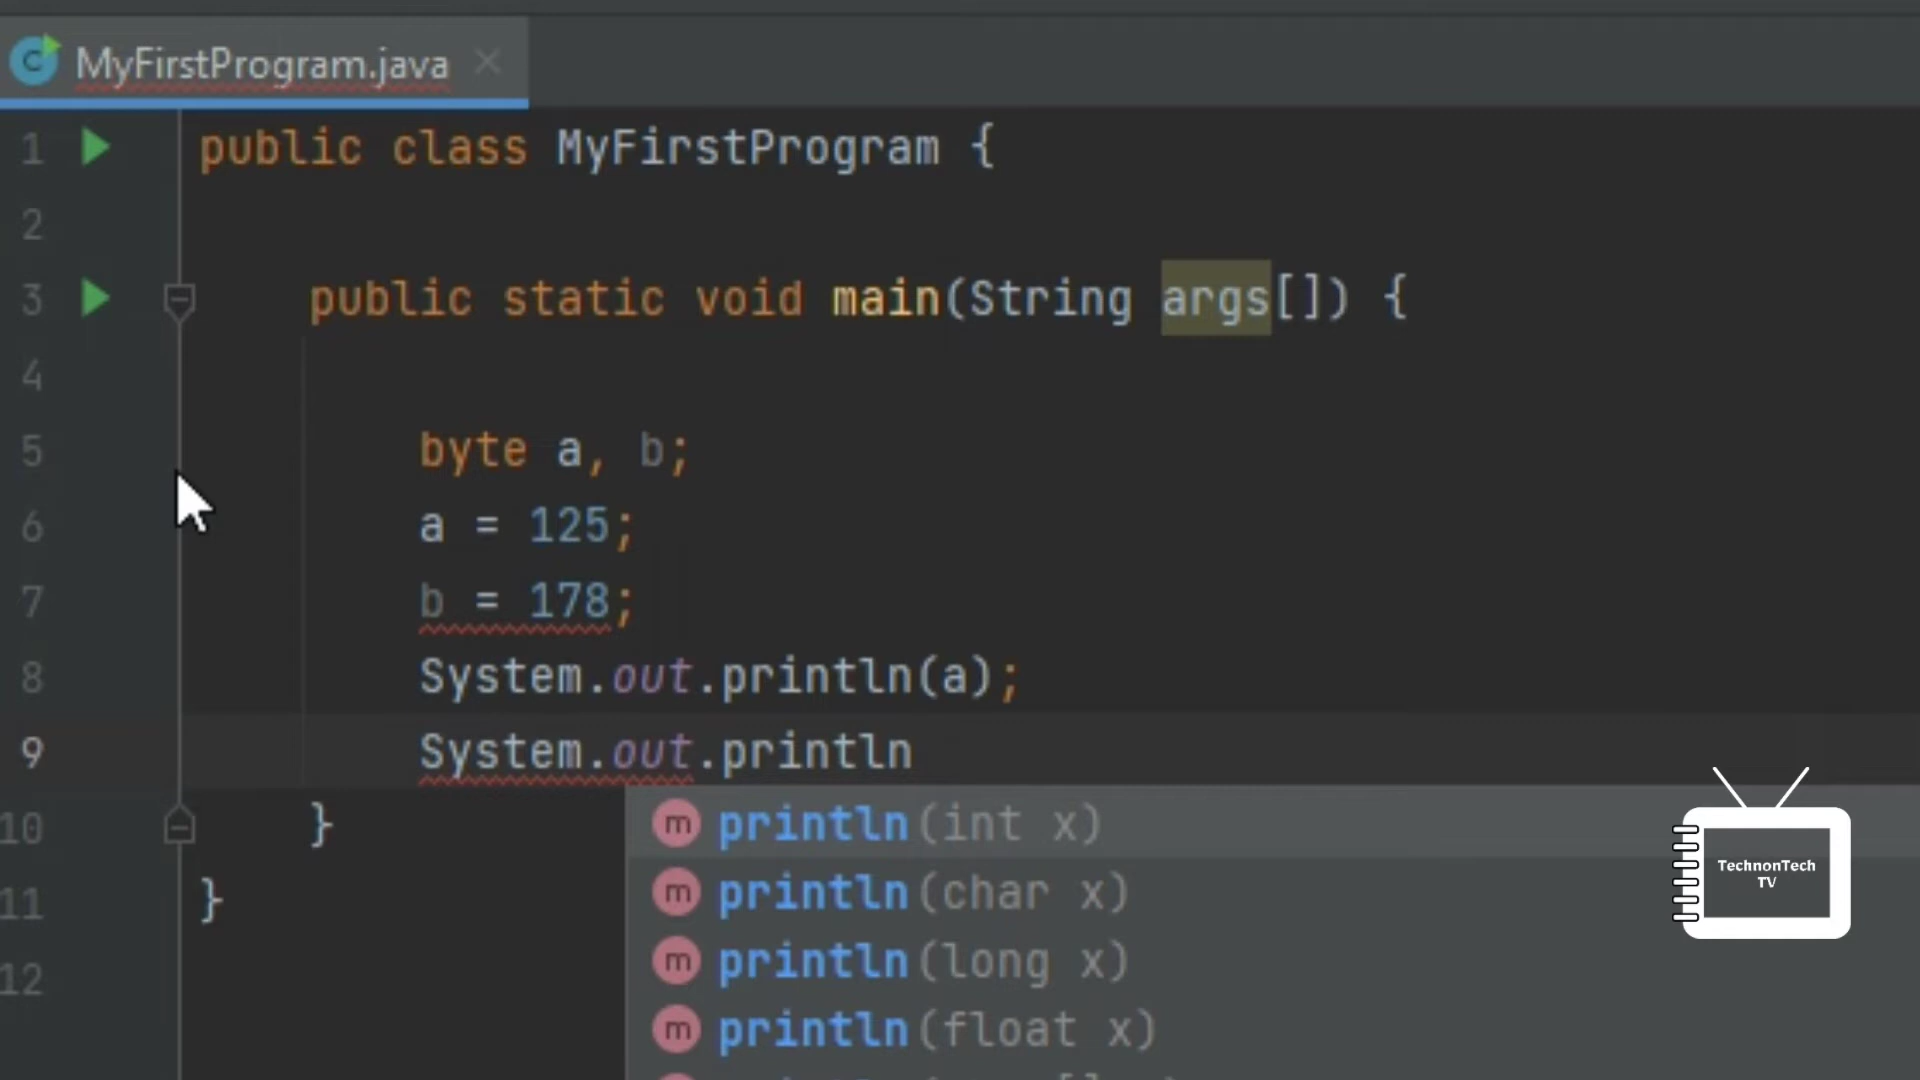 MyFirstProgram.java
1 public class MyFirstProgram {
2
3 public static void main(String args[]) {
4
5 byte a, b;
6 a = 125;
7 b = 178;
8 System.out.println(a);
9 System.out.println
m println(int x)
10 }
m println(char x)
11 }
m println(long x)
12
m println(float x)
TechnonTech
TV